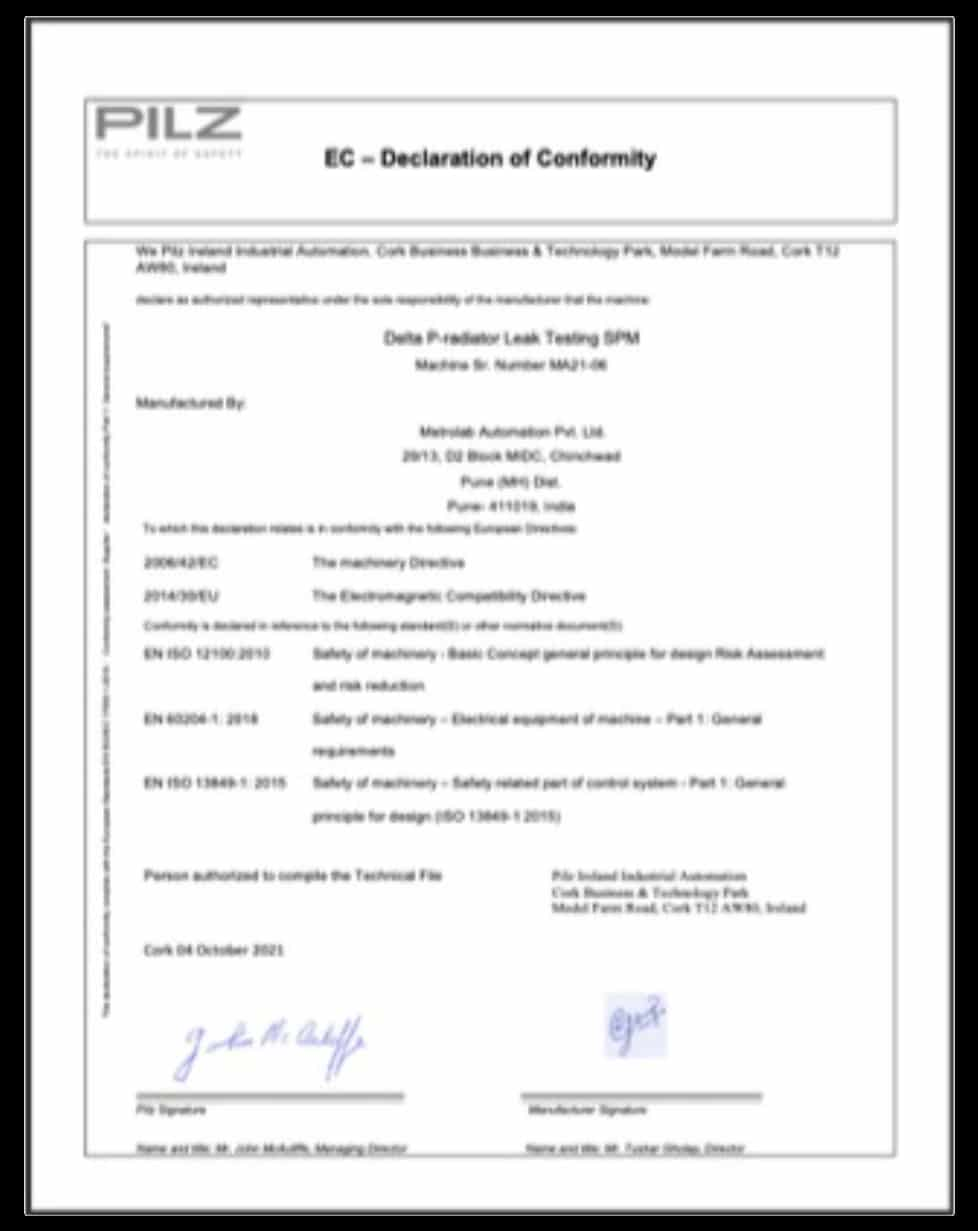 PILZ
THE SPIRIT OF SAFETY
EC – Declaration of Conformity
We Pilz Ireland Industrial Automation, Cork Business Business & Technology Park, Model Farm Road, Cork T12
AW80, Ireland
declare as authorized representative under the sole responsibility of the manufacturer that the machine:
Delta P-radiator Leak Testing SPM
Machine Sr. Number MA21-06
Manufactured By:
Metrolab Automation Pvt. Ltd.
29/13, D2 Block MIDC, Chinchwad
Pune (MH) Dist.
Pune- 411019, India
To which this declaration relates is in conformity with the following European Directives:
2006/42/EC The machinery Directive
2014/30/EU The Electromagnetic Compatibility Directive
Conformity is declared in reference to the following standard(S) or other normative document(S)
EN ISO 12100:2010 Safety of machinery - Basic Concept general principle for design Risk Assessment
and risk reduction
EN 60204-1: 2018 Safety of machinery – Electrical equipment of machine – Part 1: General
requirements
EN ISO 13849-1: 2015 Safety of machinery – Safety related part of control system - Part 1: General
principle for design (ISO 13849-1 2015)
Person authorized to compile the Technical File
Pilz Ireland Industrial Automation
Cork Business & Technology Park
Model Farm Road, Cork T12 AW80, Ireland
Cork 04 October 2021
John McAuliffe
Pilz Signature
Manufacturer Signature
Name and title: Mr. John McAuliffe, Managing Director
Name and title: Mr. Tushar Director